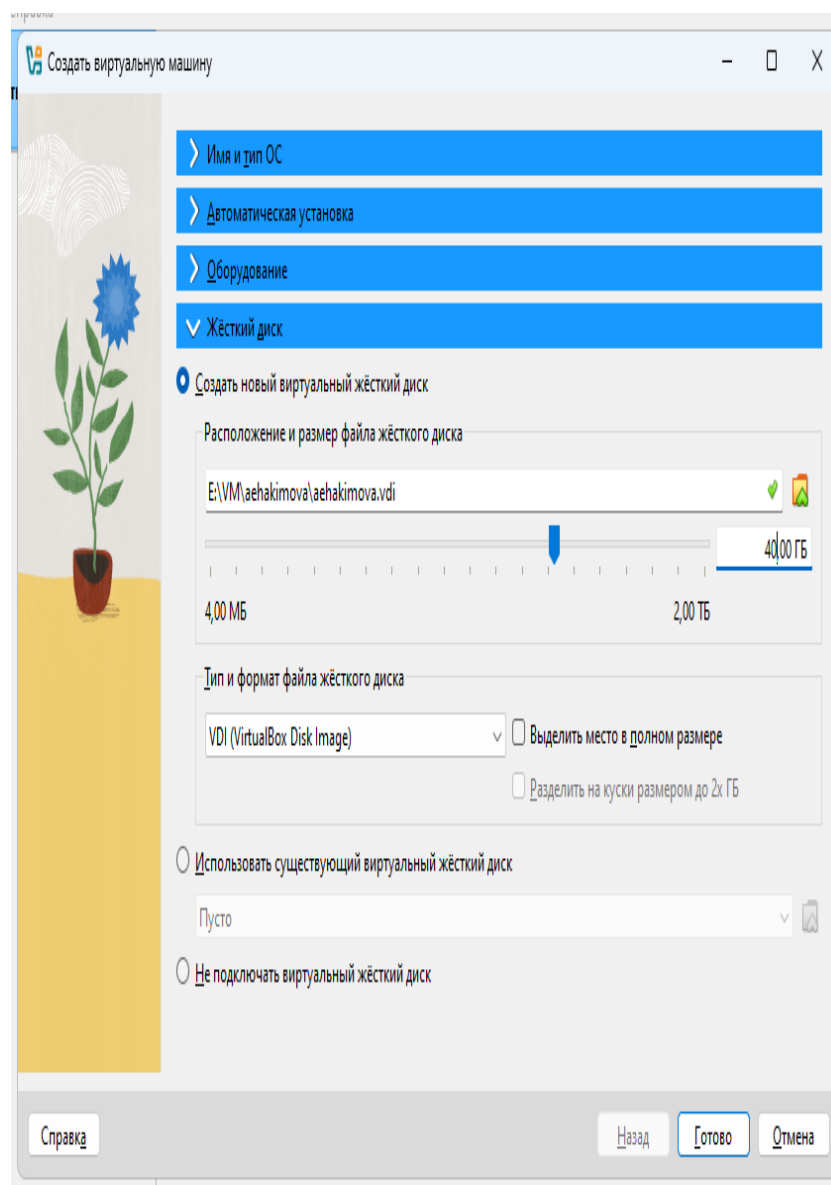 Создать виртуальную машину
Имя и тип ОС
Автоматическая установка
Оборудование
Жёсткий диск
Создать новый виртуальный жёсткий диск
Расположение и размер файла жёсткого диска
E:\VM\aehakimova\aehakimova.vdi
40,00 ГБ
4,00 МБ 2,00 ТБ
Тип и формат файла жёсткого диска
VDI (VirtualBox Disk Image) Выделить место в полном размере
Разделить на куски размером до 2х ГБ
Использовать существующий виртуальный жёсткий диск
Пусто
Не подключать виртуальный жёсткий диск
Справка Назад Готово Отмена